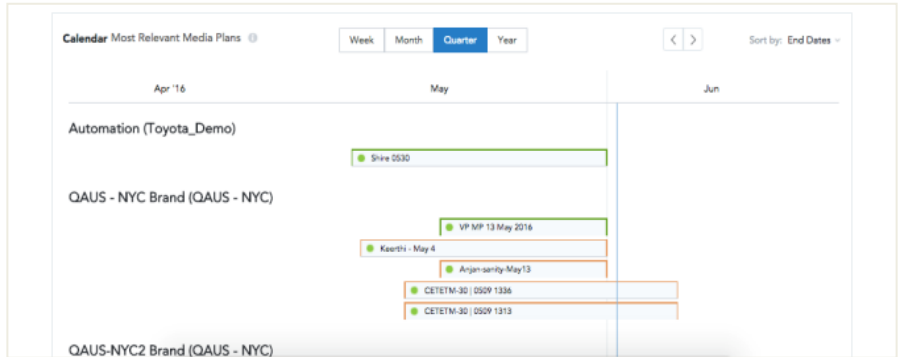 Calendar Most Relevant Media Plans
Week Month Quarter Year
Sort by: End Dates
Apr '16 May Jun
Automation (Toyota_Demo)
Shire 0530
QAUS - NYC Brand (QAUS - NYC)
VP MP 13 May 2016
Keerthi - May 4
Anjan-sanity-May13
CETETM-30 | 0509 1336
CETETM-30 | 0509 1313
QAUS-NYC2 Brand (QAUS - NYC)